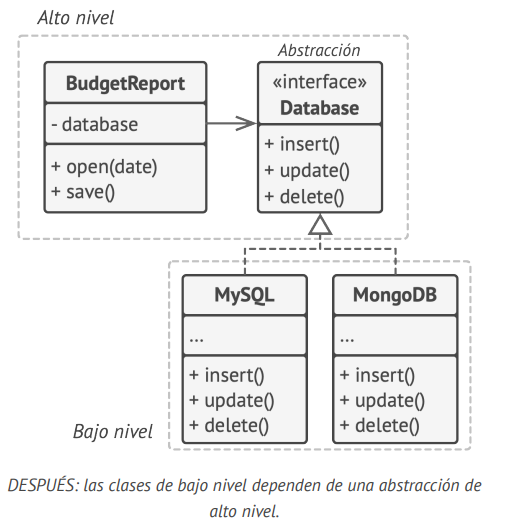 Alto nivel
Abstracción
BudgetReport
- database
+ open(date)
+ save()
«interface»
Database
+ insert()
+ update()
+ delete()
MySQL
...
+ insert()
+ update()
+ delete()
MongoDB
...
+ insert()
+ update()
+ delete()
Bajo nivel
DESPUÉS: las clases de bajo nivel dependen de una abstracción de
alto nivel.